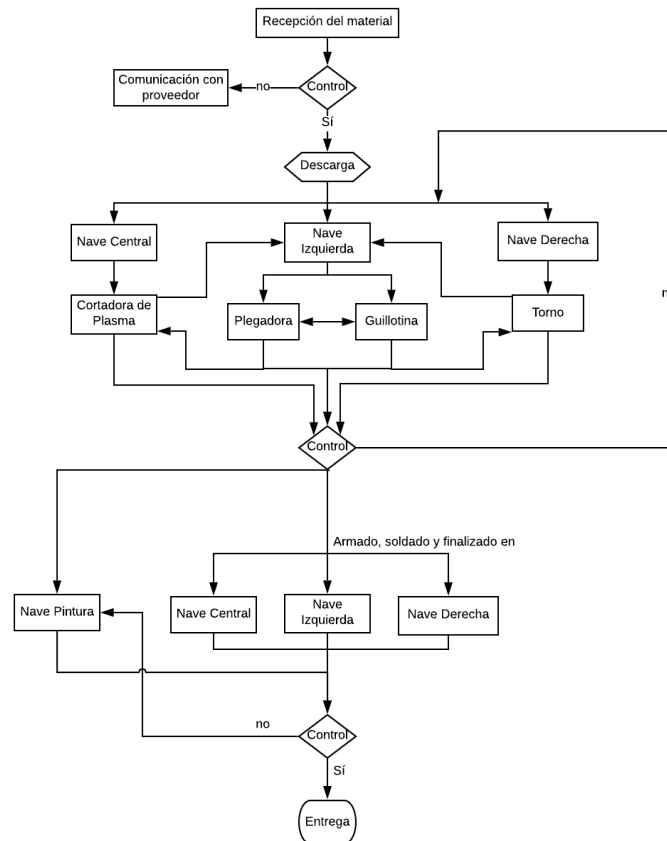 Recepción del material
Comunicación con
proveedor
no
Control
Sí
Descarga
Nave Central
Nave
Izquierda
Nave Derecha
Cortadora de
Plasma
Plegadora
Guillotina
Torno
Control
Armado, soldado y finalizado en
Nave Pintura
Nave Central
Nave
Izquierda
Nave Derecha
no
Control
Sí
Entrega